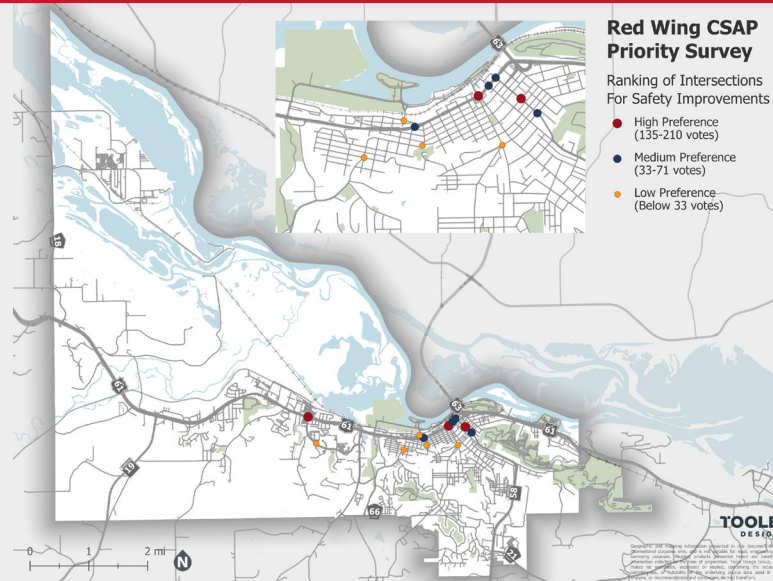 Red Wing CSAP
Priority Survey
Ranking of Intersections
For Safety Improvements
High Preference
(135-210 votes)
Medium Preference
(33-71 votes)
Low Preference
(Below 33 votes)
63
18
61
19
61
63
61
66
58
21
0 1 2 mi
N
TOOLE
DESIG